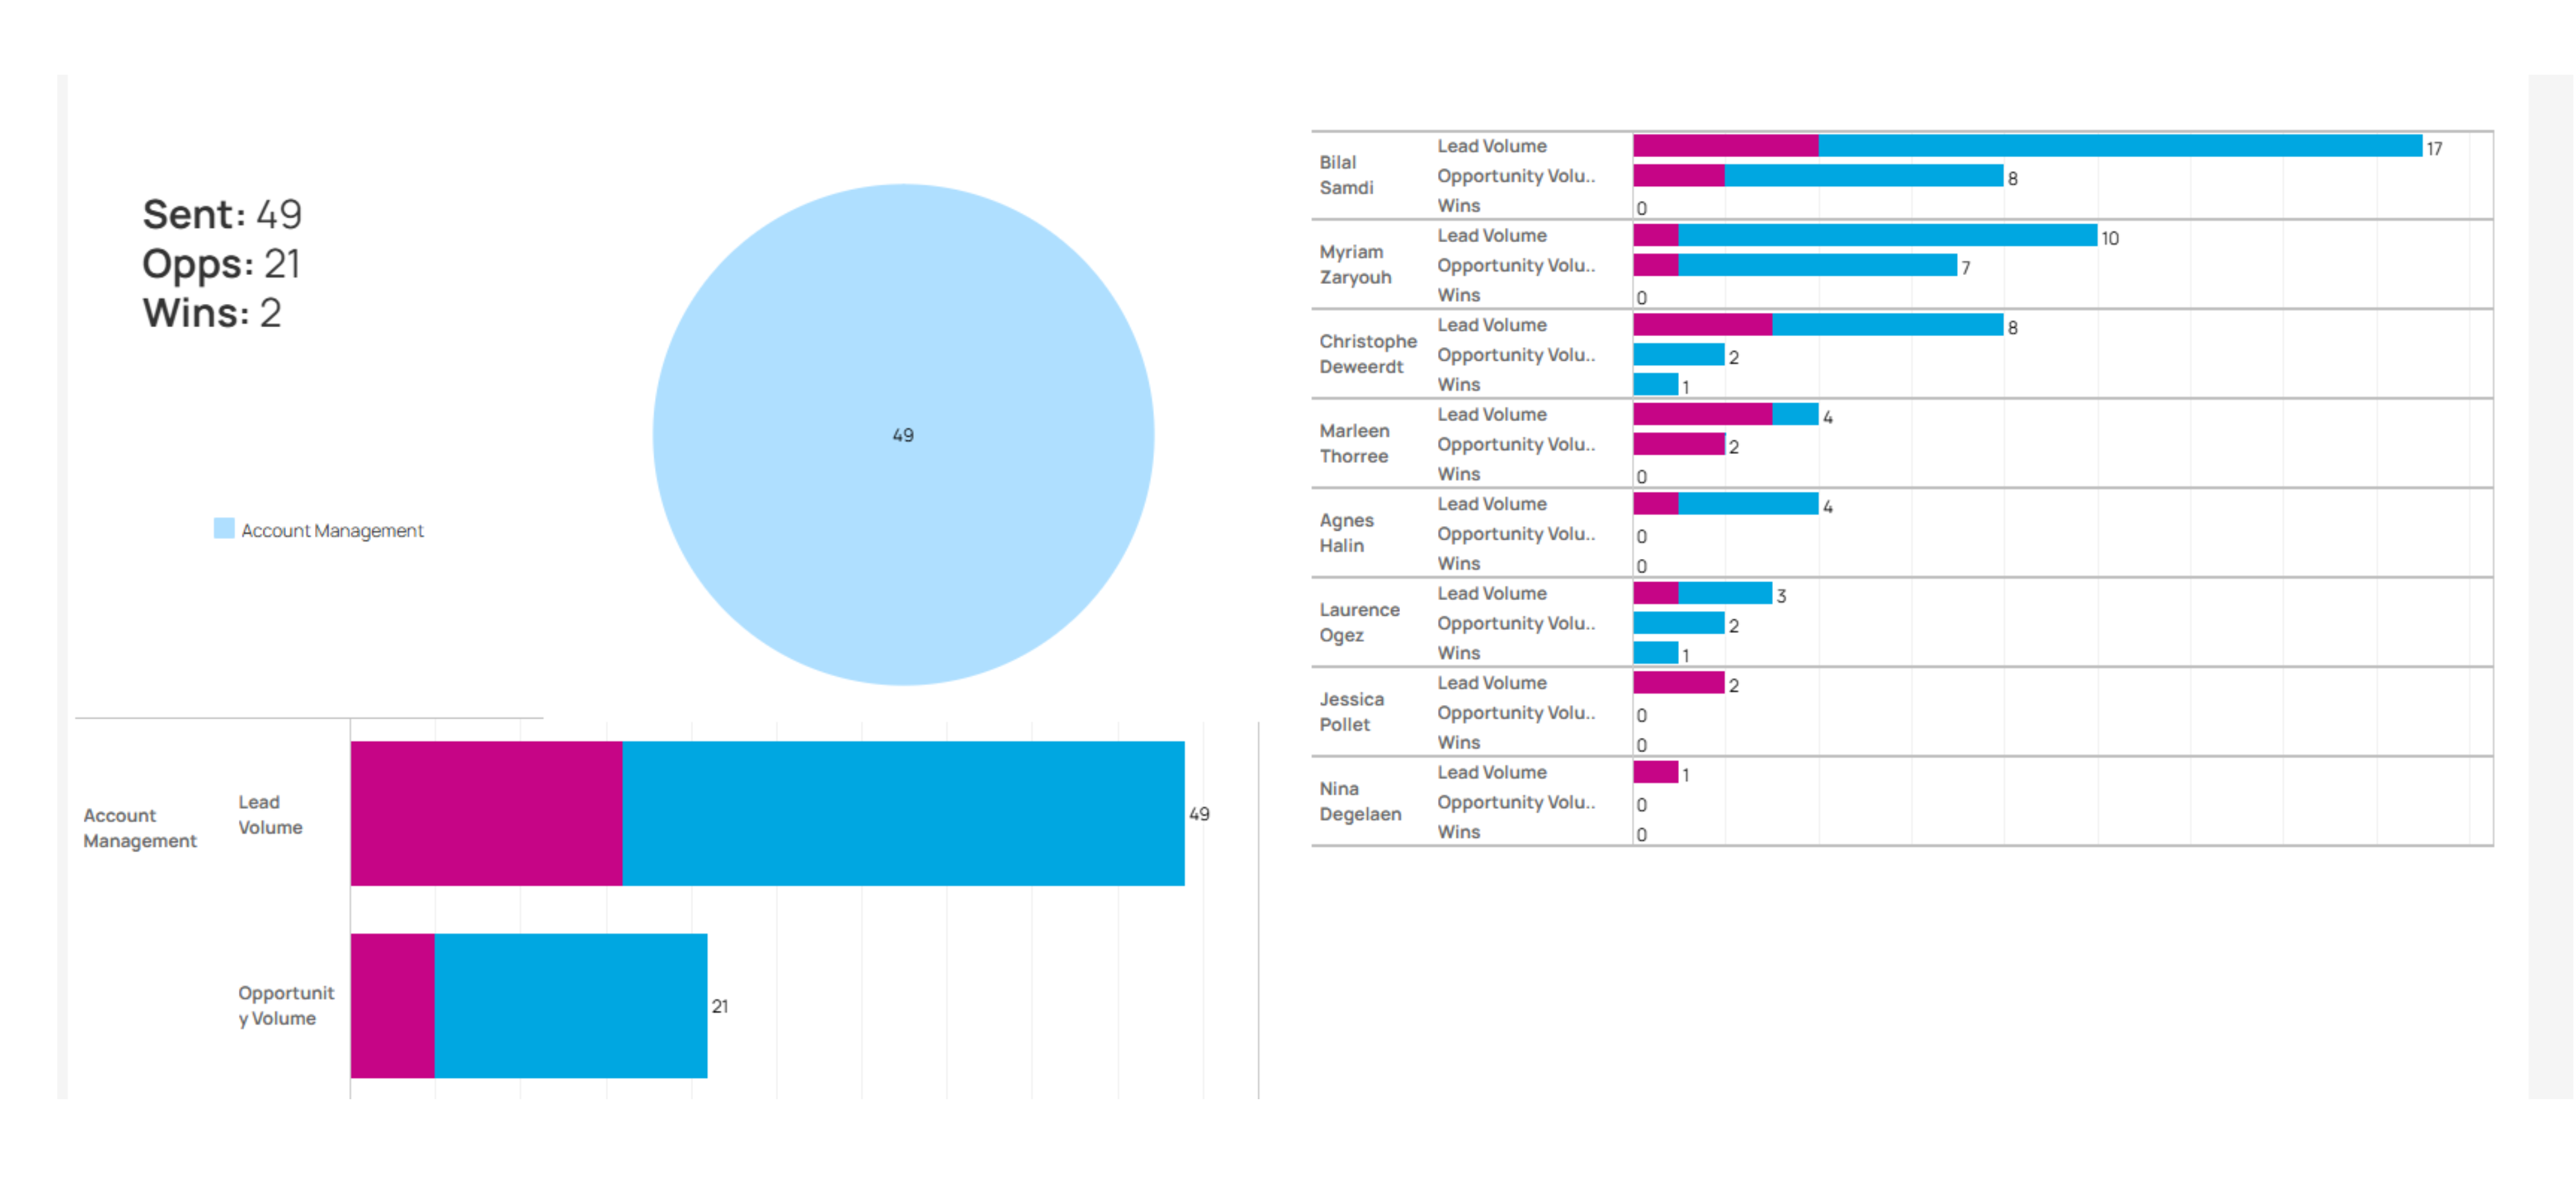 Sent: 49
Opps: 21
Wins: 2
49
Account Management
Account
Management
Lead
Volume
49
Opportunit
y Volume
21
Bilal
Samdi
Lead Volume
17
Opportunity Volu..
8
Wins
0
Myriam
Zaryouh
Lead Volume
10
Opportunity Volu..
7
Wins
0
Christophe
Deweerdt
Lead Volume
8
Opportunity Volu..
2
Wins
1
Marleen
Thorree
Lead Volume
4
Opportunity Volu..
2
Wins
0
Agnes
Halin
Lead Volume
4
Opportunity Volu..
0
Wins
0
Laurence
Ogez
Lead Volume
3
Opportunity Volu..
2
Wins
1
Jessica
Pollet
Lead Volume
2
Opportunity Volu..
0
Wins
0
Nina
Degelaen
Lead Volume
1
Opportunity Volu..
0
Wins
0